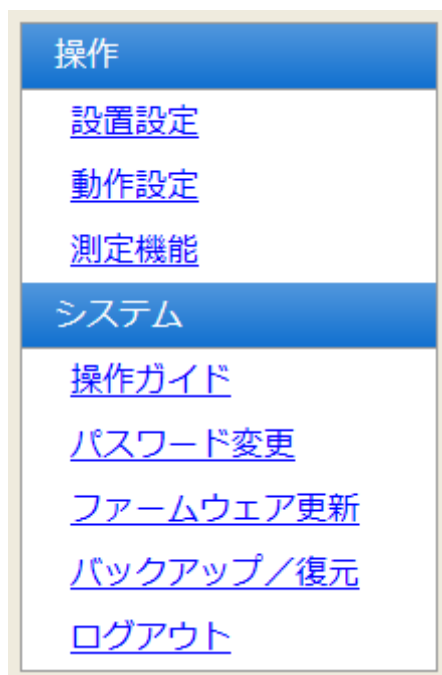 操作
設置設定
動作設定
測定機能
システム
操作ガイド
パスワード変更
ファームウェア更新
バックアップ／復元
ログアウト